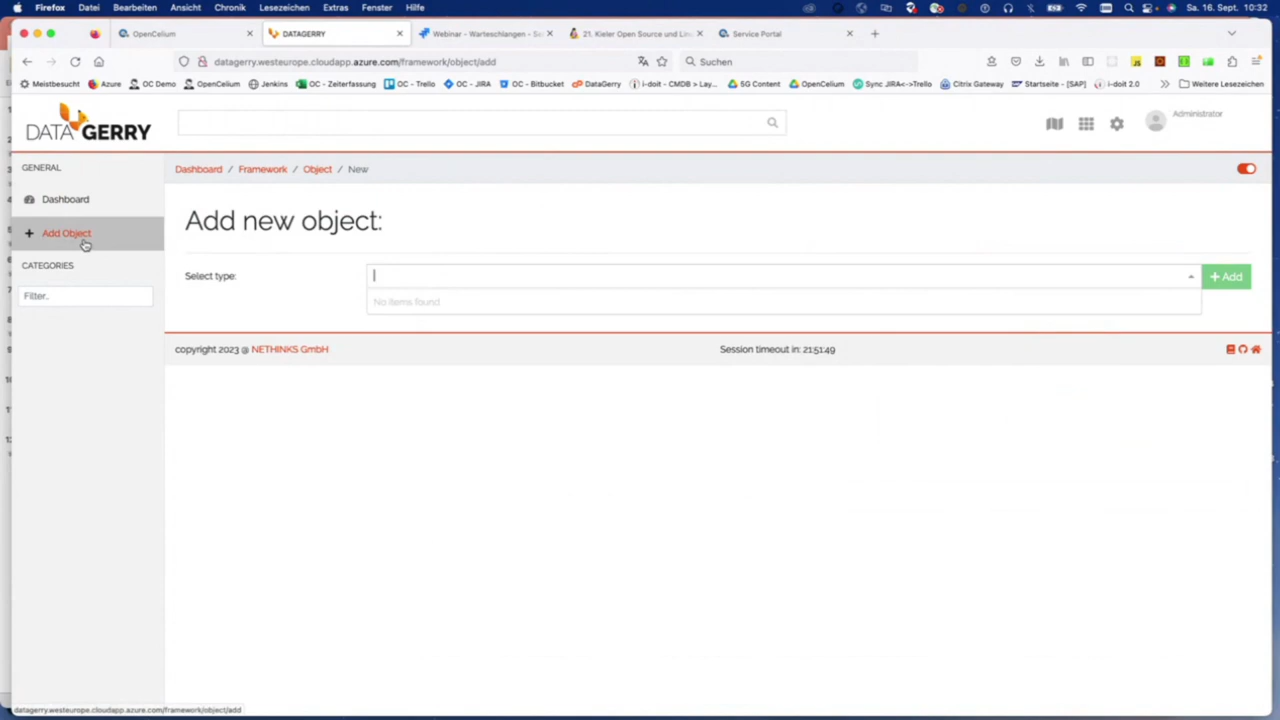 Firefox Datei Bearbeiten Ansicht Chronik Lesezeichen Extras Fenster Hilfe Sa. 16. Sept. 10:32
OpenCelium DATAGERRY Webinar - Warteschlangen - Se 21. Kieler Open Source und Linu Service Portal
datagerry.westeurope.cloudapp.azure.com/framework/object/add Suchen
Meistbesucht Azure OC Demo OpenCelium Jenkins OC - Zeiterfassung OC - Trello OC - JIRA OC - Bitbucket DataGerry i-doit - CMDB > Lay... 5G Content OpenCelium Sync JIRA<->Trello Citrix Gateway Startseite - [SAP] i-doit 2.0 Weitere Lesezeichen
DATAGERRY
Administrator
GENERAL
Dashboard / Framework / Object / New
Dashboard
Add new object:
Add Object
CATEGORIES
Select type:
+ Add
Filter..
No items found
copyright 2023 @ NETHINKS GmbH Session timeout in: 21:51:49
datagerry.westeurope.cloudapp.azure.com/framework/object/add